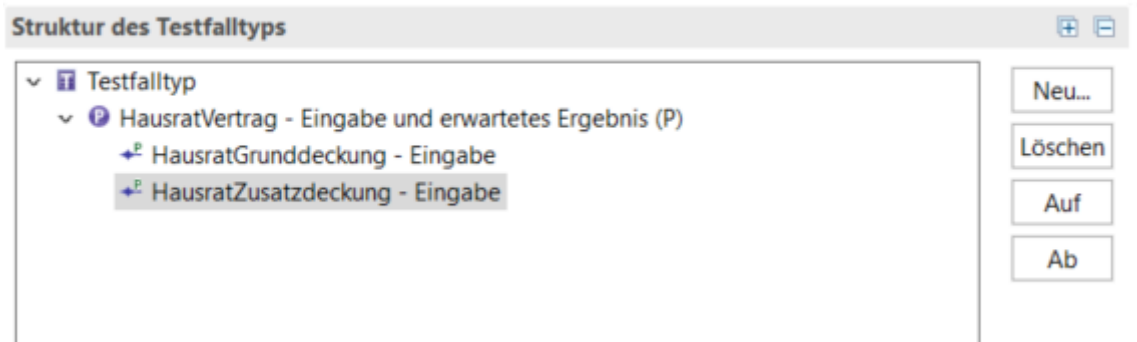 Struktur des Testfalltyps
Testfalltyp
HausratVertrag - Eingabe und erwartetes Ergebnis (P)
HausratGrunddeckung - Eingabe
HausratZusatzdeckung - Eingabe
Neu...
Löschen
Auf
Ab